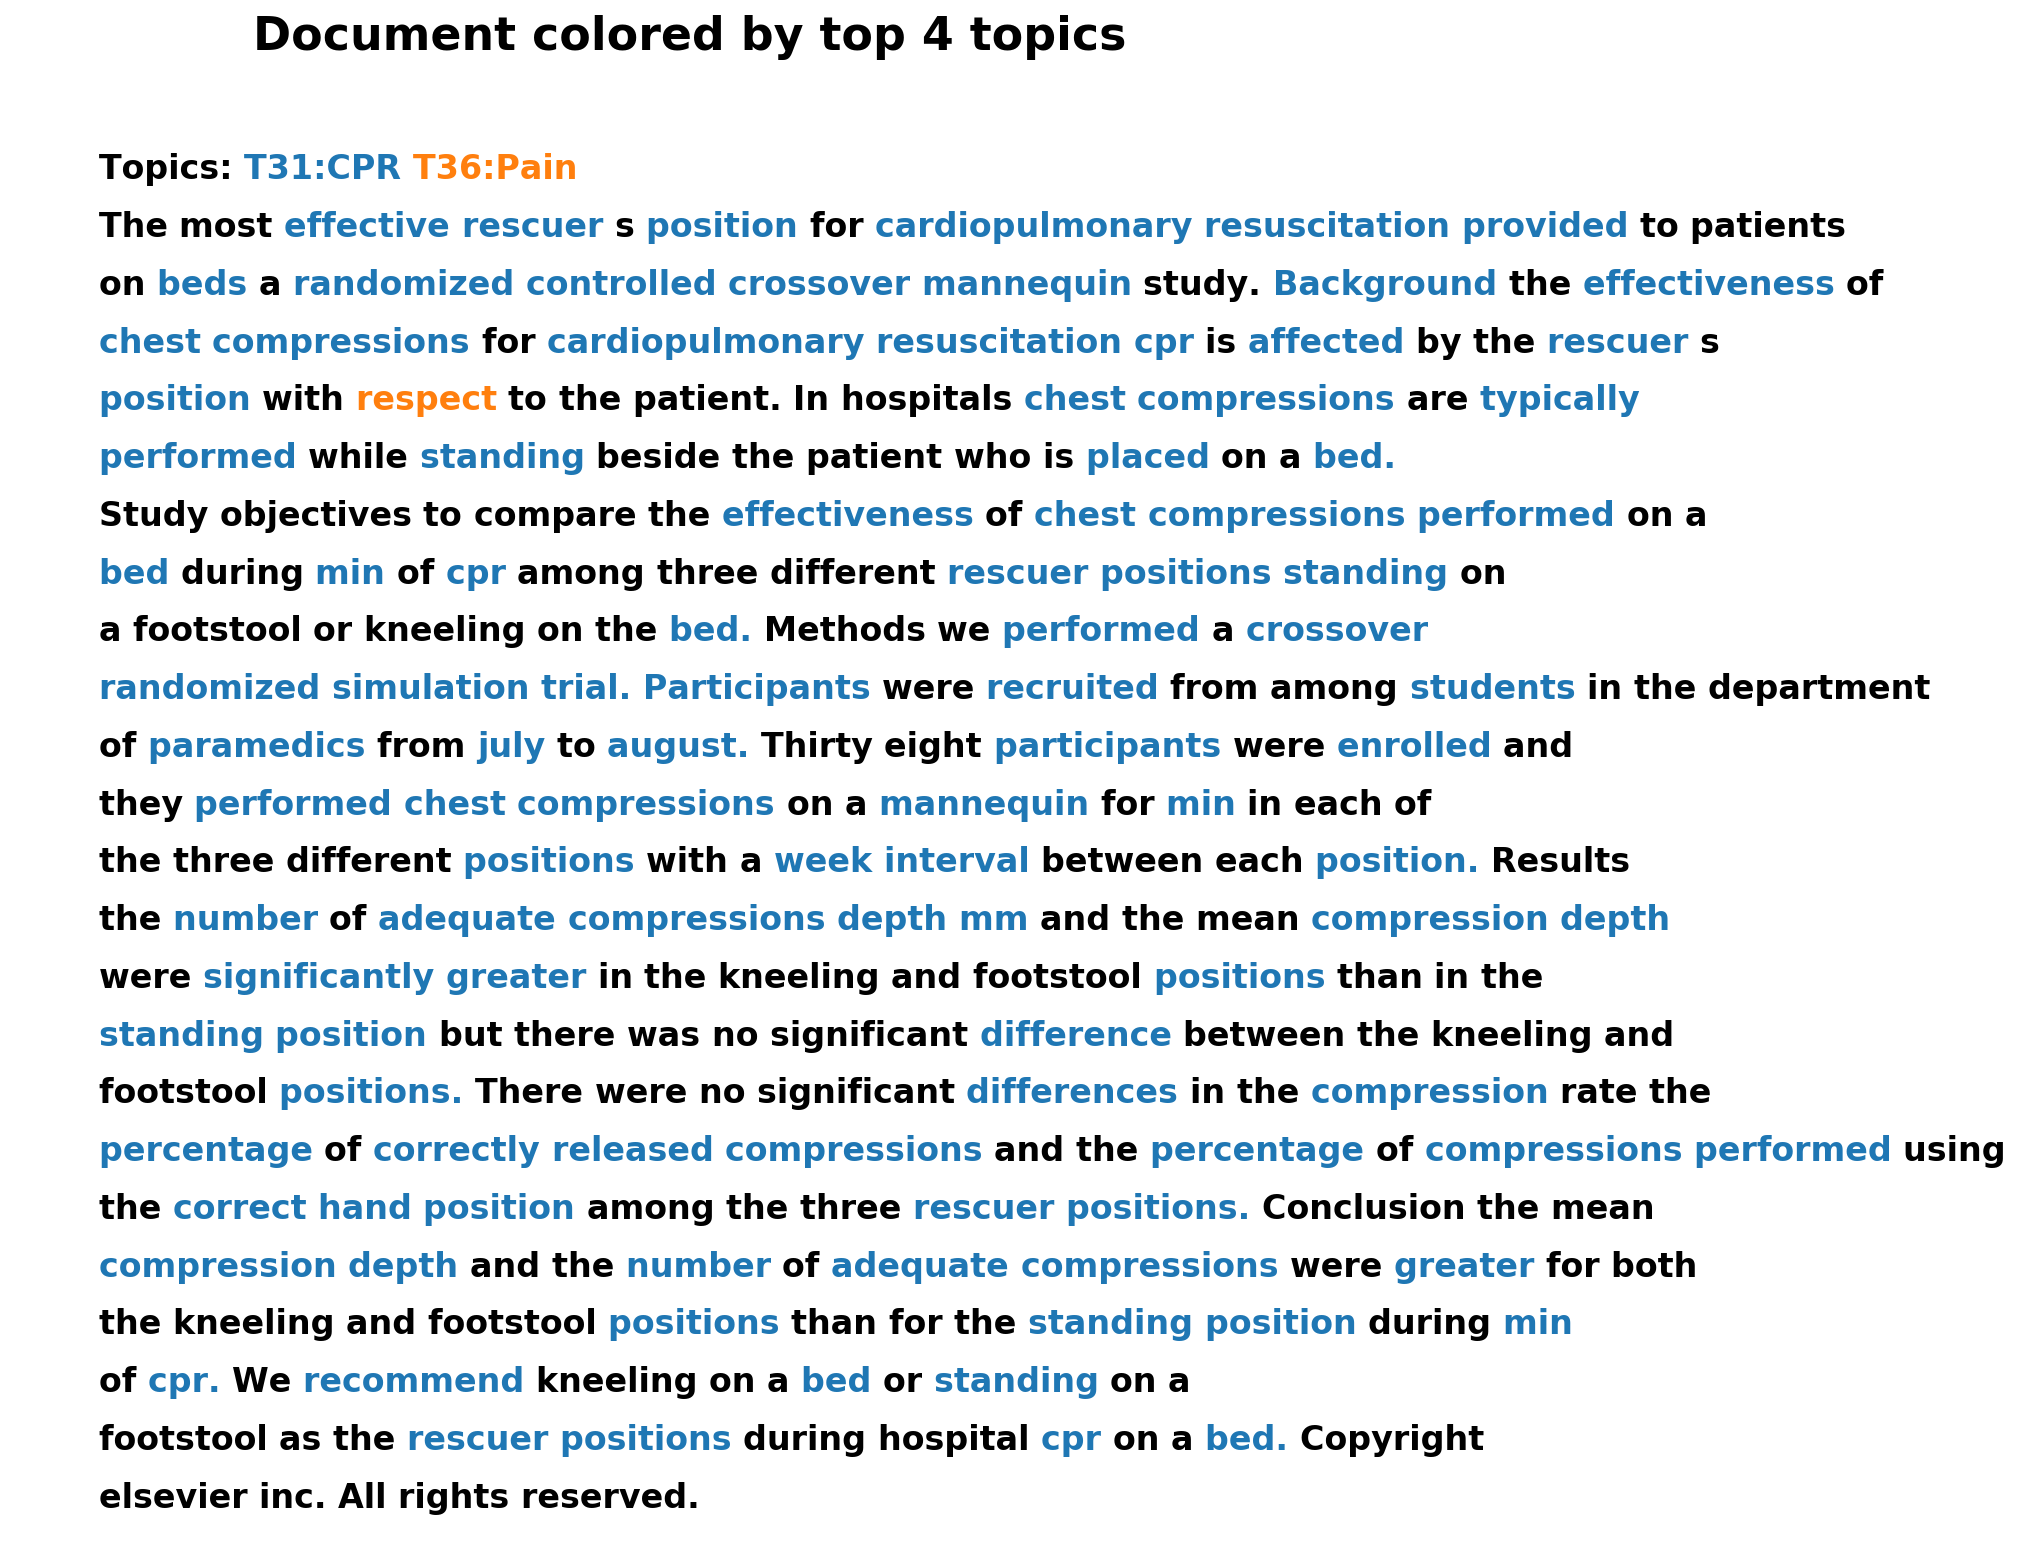 Document colored by top 4 topics
Topics: T31:CPR T36:Pain
The most effective rescuer s position for cardiopulmonary resuscitation provided to patients
on beds a randomized controlled crossover mannequin study. Background the effectiveness of
chest compressions for cardiopulmonary resuscitation cpr is affected by the rescuer s
position with respect to the patient. In hospitals chest compressions are typically
performed while standing beside the patient who is placed on a bed.
Study objectives to compare the effectiveness of chest compressions performed on a
bed during min of cpr among three different rescuer positions standing on
a footstool or kneeling on the bed. Methods we performed a crossover
randomized simulation trial. Participants were recruited from among students in the department
of paramedics from july to august. Thirty eight participants were enrolled and
they performed chest compressions on a mannequin for min in each of
the three different positions with a week interval between each position. Results
the number of adequate compressions depth mm and the mean compression depth
were significantly greater in the kneeling and footstool positions than in the
standing position but there was no significant difference between the kneeling and
footstool positions. There were no significant differences in the compression rate the
percentage of correctly released compressions and the percentage of compressions performed using
the correct hand position among the three rescuer positions. Conclusion the mean
compression depth and the number of adequate compressions were greater for both
the kneeling and footstool positions than for the standing position during min
of cpr. We recommend kneeling on a bed or standing on a
footstool as the rescuer positions during hospital cpr on a bed. Copyright
elsevier inc. All rights reserved.